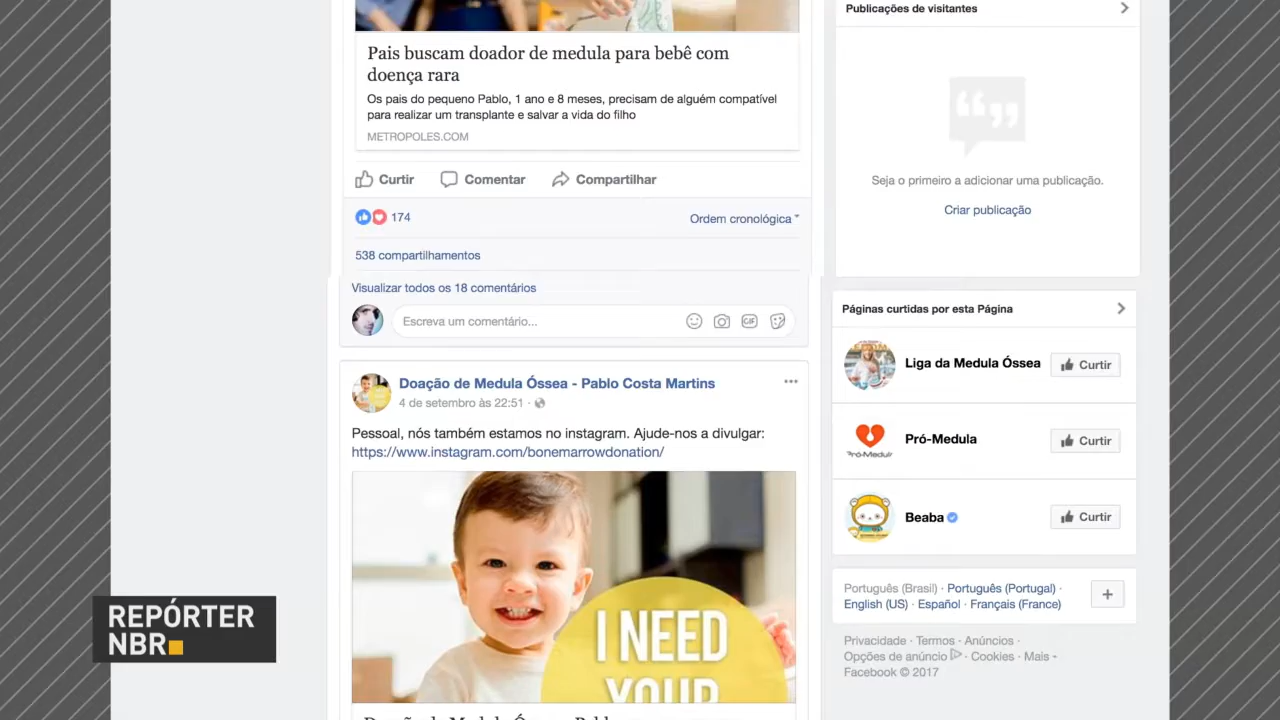 Pais buscam doador de medula para bebê com
doença rara
Os pais do pequeno Pablo, 1 ano e 8 meses, precisam de alguém compatível
para realizar um transplante e salvar a vida do filho
METROPOLES.COM
Curtir
Comentar
Compartilhar
174
Ordem cronológica
538 compartilhamentos
Visualizar todos os 18 comentários
Escreva um comentário...
GIF
Doação de Medula Óssea - Pablo Costa Martins
4 de setembro às 22:51 ·
Pessoal, nós também estamos no instagram. Ajude-nos a divulgar:
https://www.instagram.com/bonemarrowdonation/
I NEED
YOUR
Publicações de visitantes
Seja o primeiro a adicionar uma publicação.
Criar publicação
Páginas curtidas por esta Página
Liga da Medula Óssea
Curtir
Pró-Medula
Pró-Medula
Curtir
Beaba
Curtir
Português (Brasil) · Português (Portugal) ·
English (US) · Español · Français (France)
Privacidade · Termos · Anúncios ·
Opções de anúncio · Cookies · Mais
Facebook © 2017
REPÓRTER
NBR